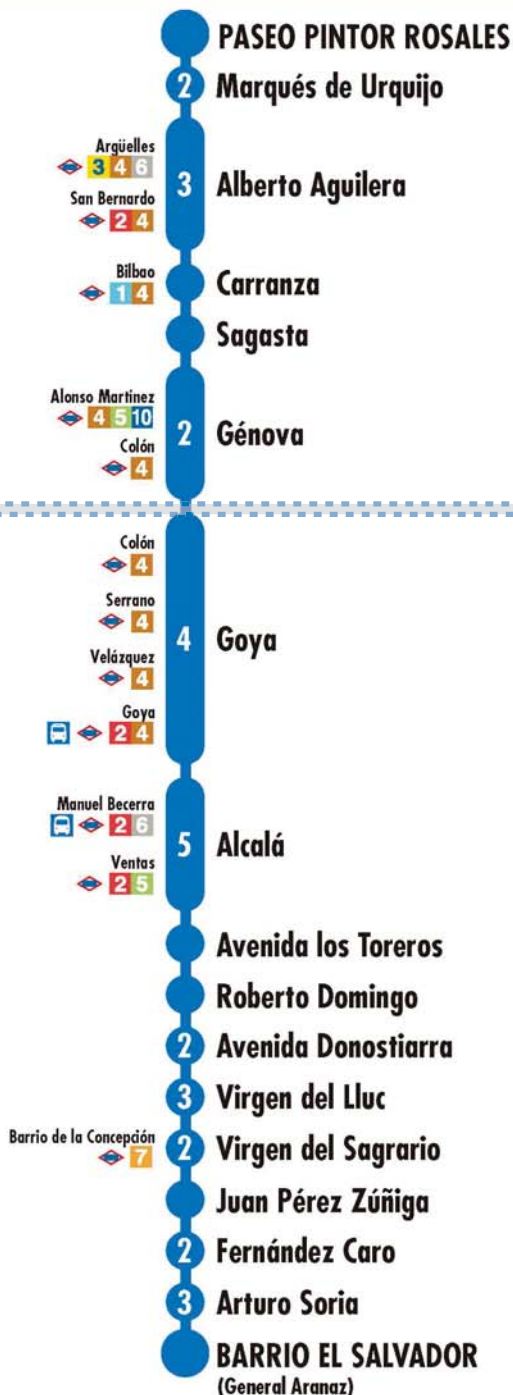 PASEO PINTOR ROSALES
2 Marqués de Urquijo
Argüelles
3 4 6
3 Alberto Aguilera
San Bernardo
2 4
Bilbao
1 4
Carranza
Sagasta
Alonso Martinez
4 5 10
2 Génova
Colón
4
Colón
4
Serrano
4
4 Goya
Velázquez
4
Goya
2 4
Manuel Becerra
2 6
5 Alcalá
Ventas
2 5
Avenida los Toreros
Roberto Domingo
2 Avenida Donostiarra
3 Virgen del Lluc
Barrio de la Concepción
7
2 Virgen del Sagrario
Juan Pérez Zúñiga
2 Fernández Caro
3 Arturo Soria
BARRIO EL SALVADOR
(General Aranaz)